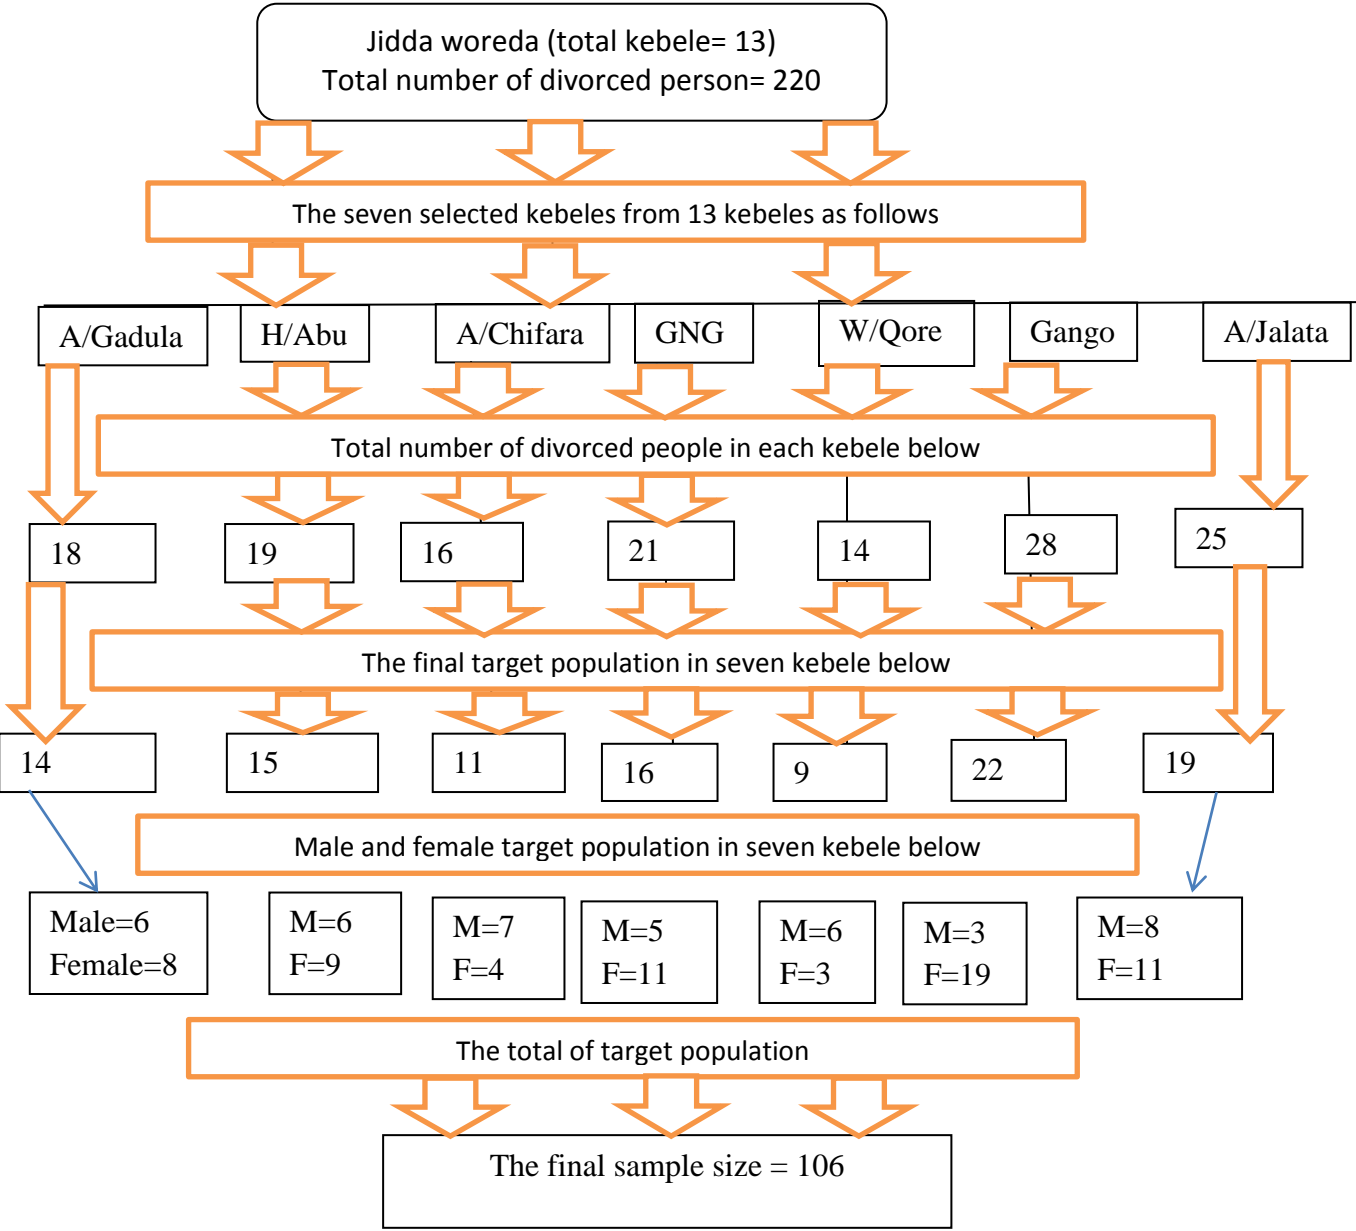 Jidda woreda (total kebele= 13)
Total number of divorced person= 220
The seven selected kebeles from 13 kebeles as follows
A/Gadula
H/Abu
A/Chifara
GNG
W/Qore
Gango
A/Jalata
Total number of divorced people in each kebele below
18
19
16
21
14
28
25
The final target population in seven kebele below
14
15
11
16
9
22
19
Male and female target population in seven kebele below
Male=6
Female=8
M=6
F=9
M=7
F=4
M=5
F=11
M=6
F=3
M=3
F=19
M=8
F=11
The total of target population
The final sample size = 106